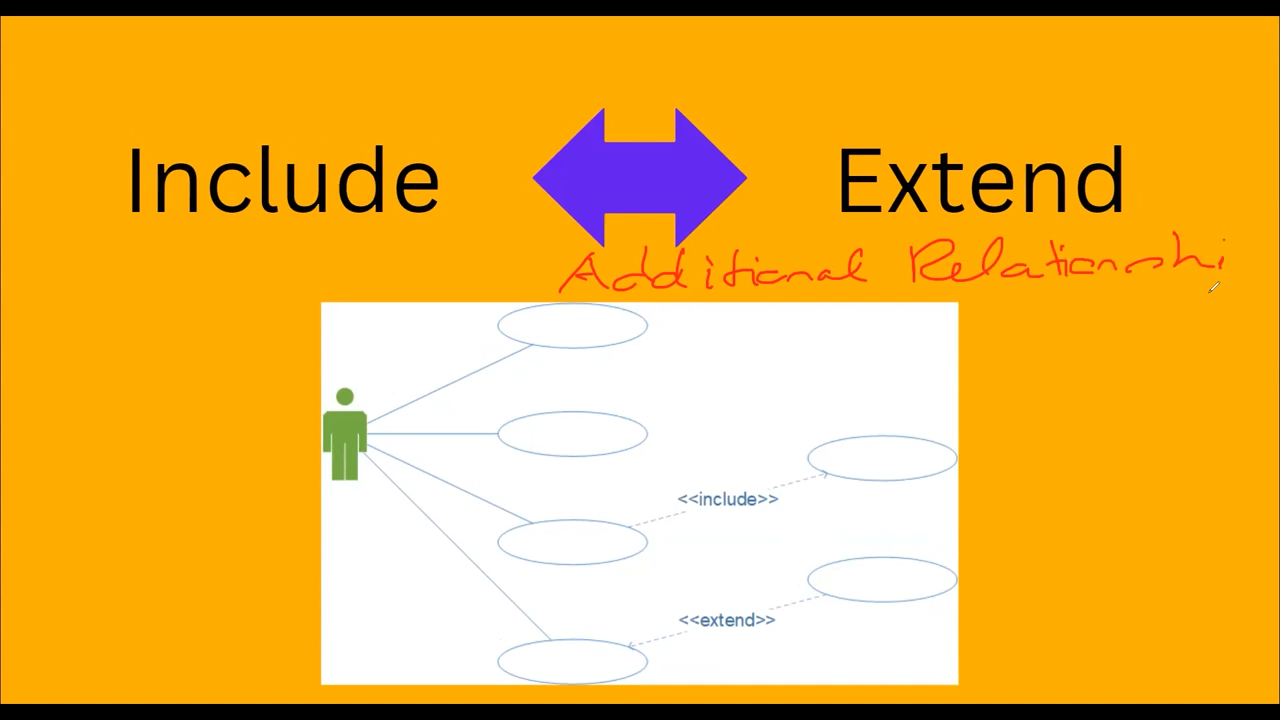 Include Extend
Additional Relationshi
<<include>>
<<extend>>